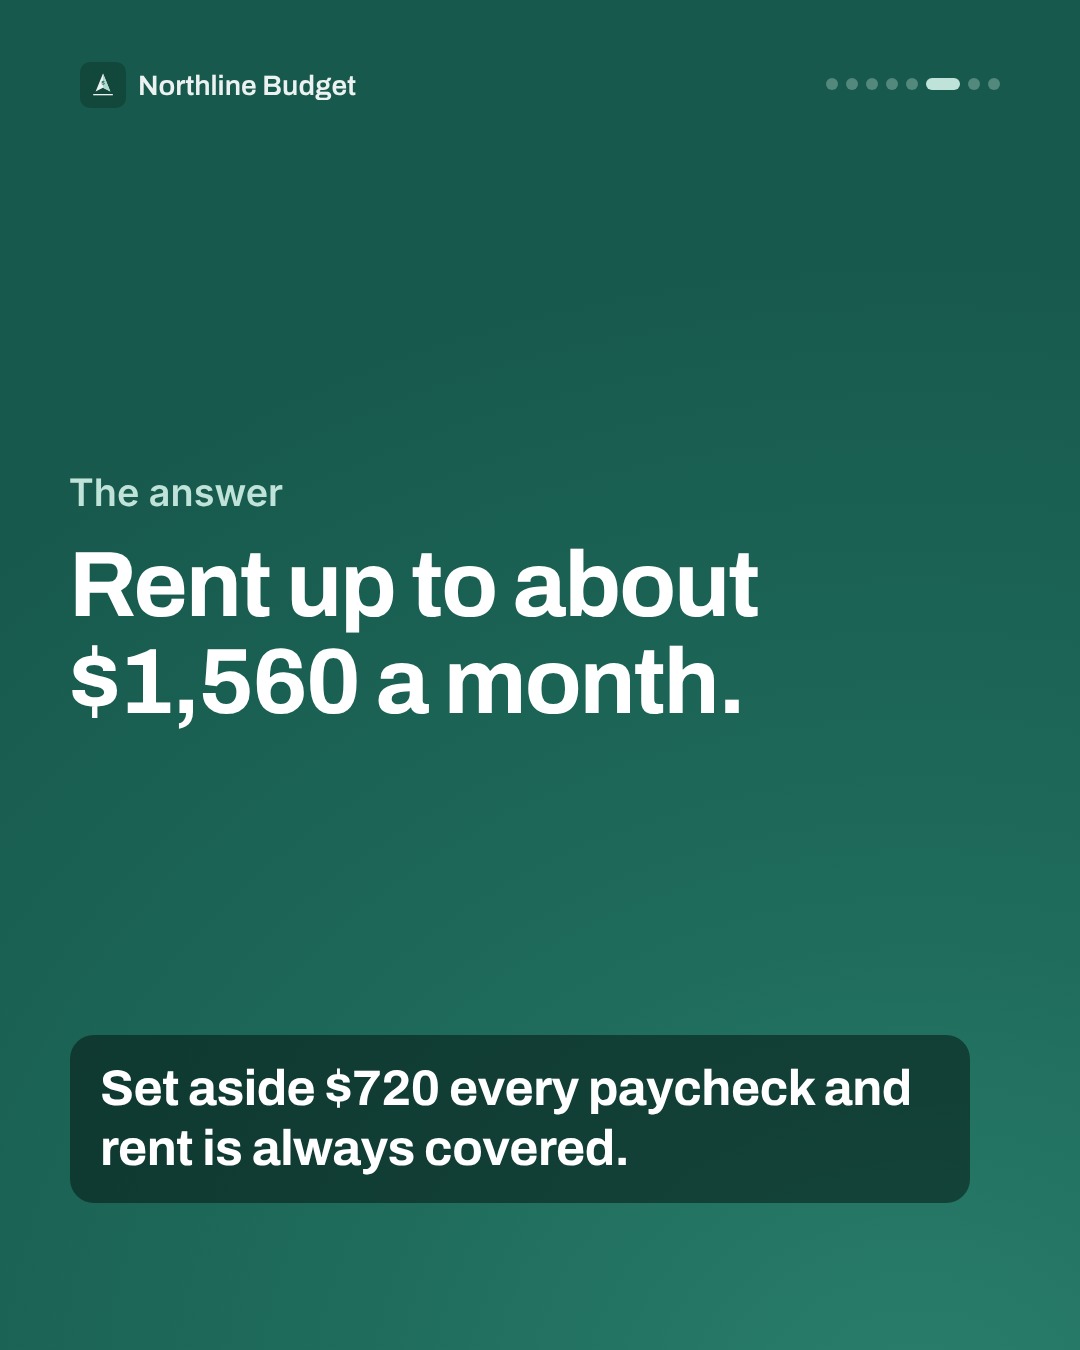 Northline Budget
The answer
Rent up to about
$1,560 a month.
Set aside $720 every paycheck and
rent is always covered.